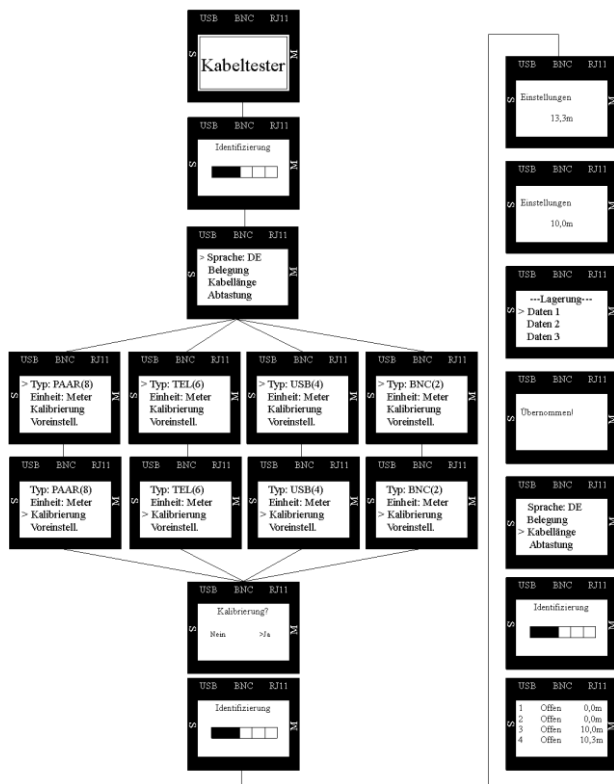 USB BNC RJ11
S Kabeltester M
USB BNC RJ11
Identifizierung
S M
USB BNC RJ11
> Sprache: DE
Belegung
Kabellänge
Abtastung
S M
USB BNC RJ11
> Typ: PAAR(8)
Einheit: Meter
Kalibrierung
Voreinstell.
S M
USB BNC RJ11
> Typ: TEL(6)
Einheit: Meter
Kalibrierung
Voreinstell.
S M
USB BNC RJ11
> Typ: USB(4)
Einheit: Meter
Kalibrierung
Voreinstell.
S M
USB BNC RJ11
> Typ: BNC(2)
Einheit: Meter
Kalibrierung
Voreinstell.
S M
USB BNC RJ11
Typ: PAAR(8)
Einheit: Meter
> Kalibrierung
Voreinstell.
S M
USB BNC RJ11
Typ: TEL(6)
Einheit: Meter
> Kalibrierung
Voreinstell.
S M
USB BNC RJ11
Typ: USB(4)
Einheit: Meter
> Kalibrierung
Voreinstell.
S M
USB BNC RJ11
Typ: BNC(2)
Einheit: Meter
> Kalibrierung
Voreinstell.
S M
USB BNC RJ11
Kalibrierung?
Nein >Ja
S M
USB BNC RJ11
Identifizierung
S M
USB BNC RJ11
Einstellungen
13,3m
S M
USB BNC RJ11
Einstellungen
10,0m
S M
USB BNC RJ11
---Lagerung---
> Daten 1
Daten 2
Daten 3
S M
USB BNC RJ11
Übernommen!
S M
USB BNC RJ11
Sprache: DE
Belegung
> Kabellänge
Abtastung
S M
USB BNC RJ11
Identifizierung
S M
USB BNC RJ11
1 Offen 0,0m
2 Offen 0,0m
3 Offen 10,0m
4 Offen 10,3m
S M